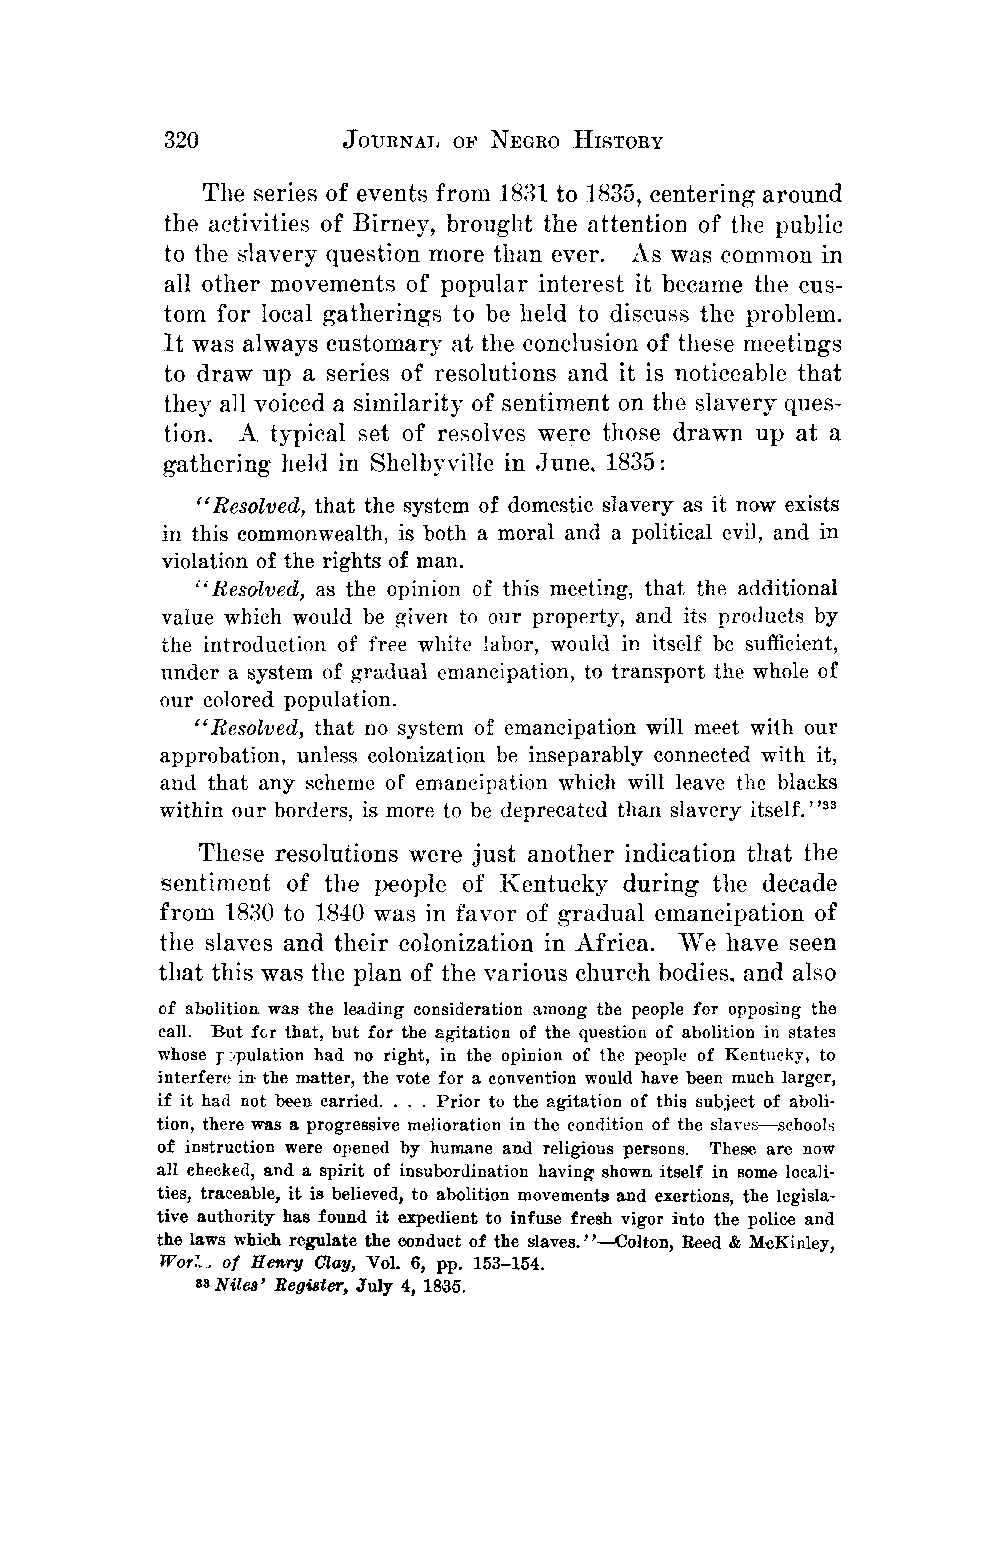 320 JOURNAL OF NEGRO HISTORY
The series of events from 1831 to 1835, centering around
the activities of Birney, brought the attention of the public
to the slavery question more than ever. As was common in
all other movements of popular interest it became the cus-
tom for local gatherings to be held to discuss the problem.
It was always customary at the conclusion of these meetings
to draw up a series of resolutions and it is noticeable that
they all voiced a similarity of sentiment on the slavery ques-
tion. A typical set of resolves were those drawn up at a
gathering held in Shelbyville in June, 1835:
“Resolved, that the system of domestic slavery as it now exists
in this commonwealth, is both a moral and a political evil, and in
violation of the rights of man.
“Resolved, as the opinion of this meeting, that the additional
value which would be given to our property, and its products by
the introduction of free white labor, would in itself be sufficient,
under a system of gradual emancipation, to transport the whole of
our colored population.
“Resolved, that no system of emancipation will meet with our
approbation, unless colonization be inseparably connected with it,
and that any scheme of emancipation which will leave the blacks
within our borders, is more to be deprecated than slavery itself.”33
These resolutions were just another indication that the
sentiment of the people of Kentucky during the decade
from 1830 to 1840 was in favor of gradual emancipation of
the slaves and their colonization in Africa. We have seen
that this was the plan of the various church bodies, and also
of abolition was the leading consideration among the people for opposing the
call. But for that, but for the agitation of the question of abolition in states
whose population had no right, in the opinion of the people of Kentucky, to
interfere in the matter, the vote for a convention would have been much larger,
if it had not been carried. . . . Prior to the agitation of this subject of aboli-
tion, there was a progressive melioration in the condition of the slaves—schools
of instruction were opened by humane and religious persons. These are now
all checked, and a spirit of insubordination having shown itself in some locali-
ties, traceable, it is believed, to abolition movements and exertions, the legisla-
tive authority has found it expedient to infuse fresh vigor into the police and
the laws which regulate the conduct of the slaves.”—Colton, Reed & McKinley,
of Henry Clay, Vol. 6, pp. 153–154.
33 Niles’ Register, July 4, 1835.